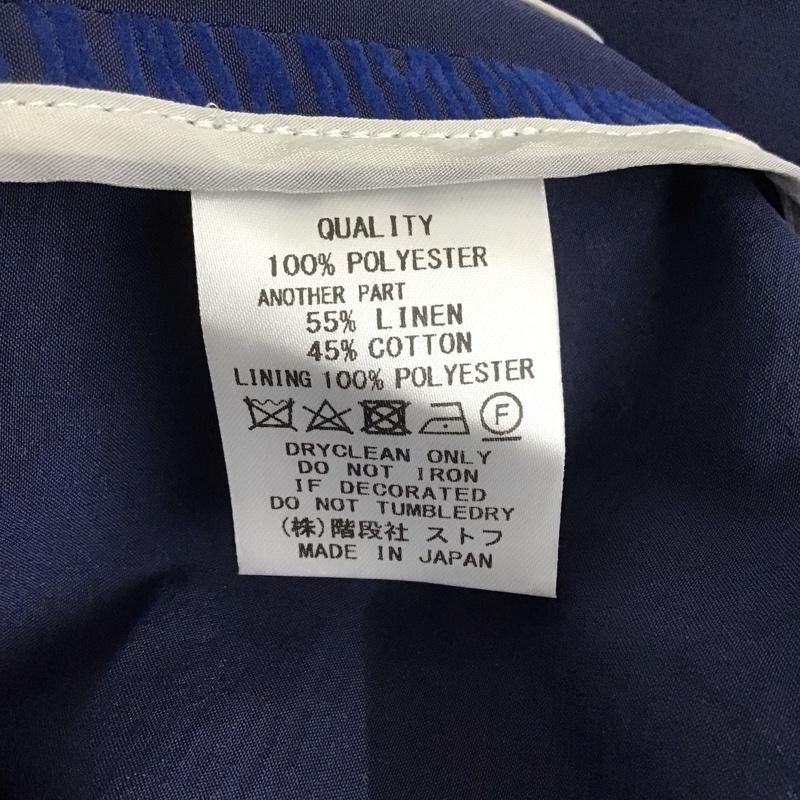 QUALITY
100% POLYESTER
ANOTHER PART
55% LINEN
45% COTTON
LINING 100% POLYESTER
F
DRYCLEAN ONLY
DO NOT IRON
IF DECORATED
DO NOT TUMBLEDRY
(株)階段社 ストフ
MADE IN JAPAN